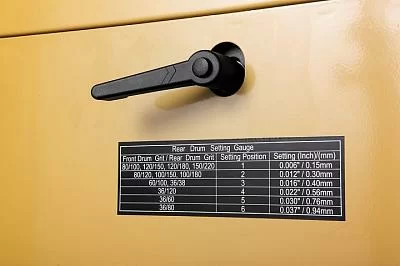 Rear Drum Setting Gauge
Front Drum Grit / Rear Drum Grit Setting Position Setting (Inch)/(mm)
80/100, 120/150, 120/180, 150/220 1 0.006" / 0.15mm
80/120, 100/150, 100/180 2 0.012" / 0.30mm
60/100, 36/38 3 0.016" / 0.40mm
36/120 4 0.022" / 0.56mm
36/60 5 0.030" / 0.76mm
36/80 6 0.037" / 0.94mm